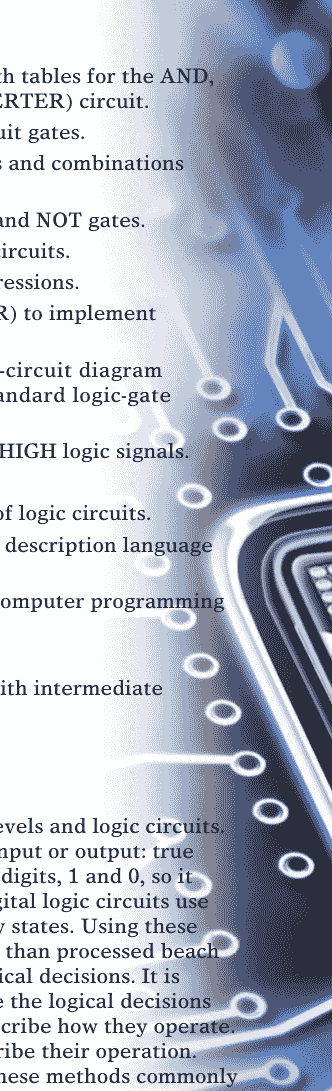 th tables for the AND,
ERTER) circuit.
uit gates.
s and combinations
and NOT gates.
circuits.
ressions.
R) to implement
-circuit diagram
andard logic-gate
HIGH logic signals.
of logic circuits.
description language
omputer programming
ith intermediate
evels and logic circuits.
nput or output: true
digits, 1 and 0, so it
gital logic circuits use
y states. Using these
than processed beach
ical decisions. It is
e the logical decisions
cribe how they operate.
ribe their operation.
hese methods commonly